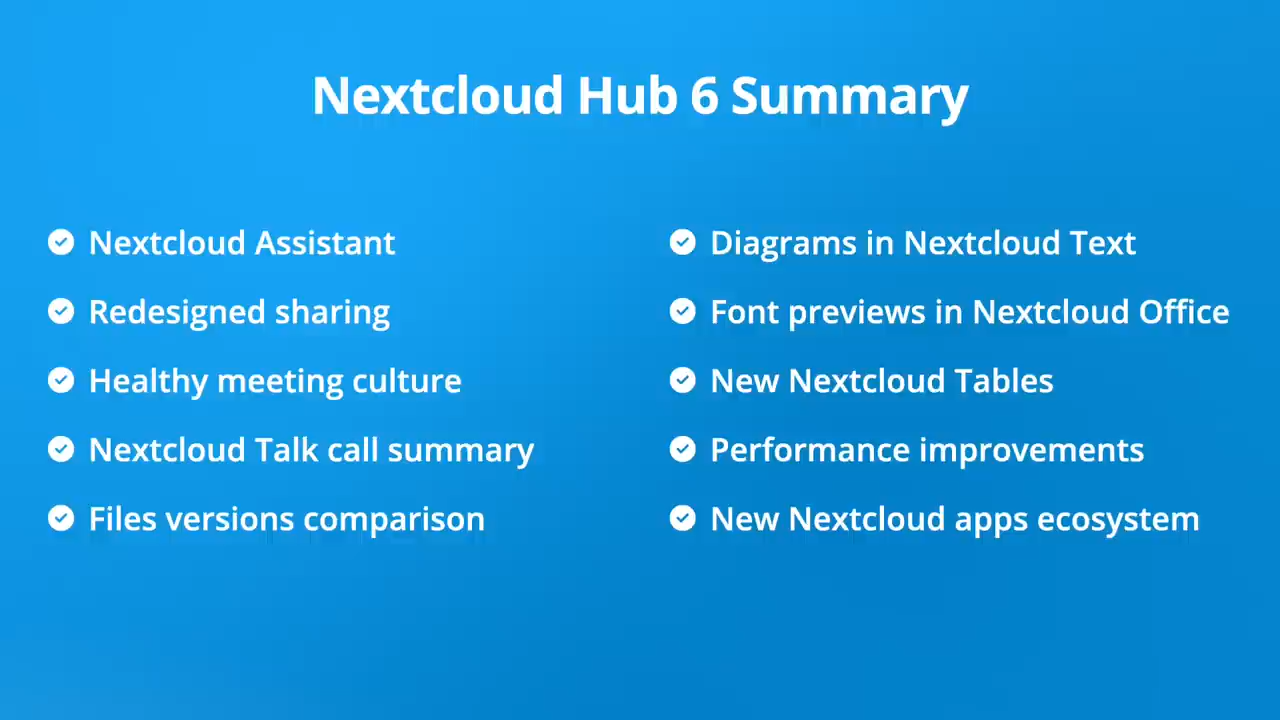 Nextcloud Hub 6 Summary
Nextcloud Assistant
Redesigned sharing
Healthy meeting culture
Nextcloud Talk call summary
Files versions comparison
Diagrams in Nextcloud Text
Font previews in Nextcloud Office
New Nextcloud Tables
Performance improvements
New Nextcloud apps ecosystem